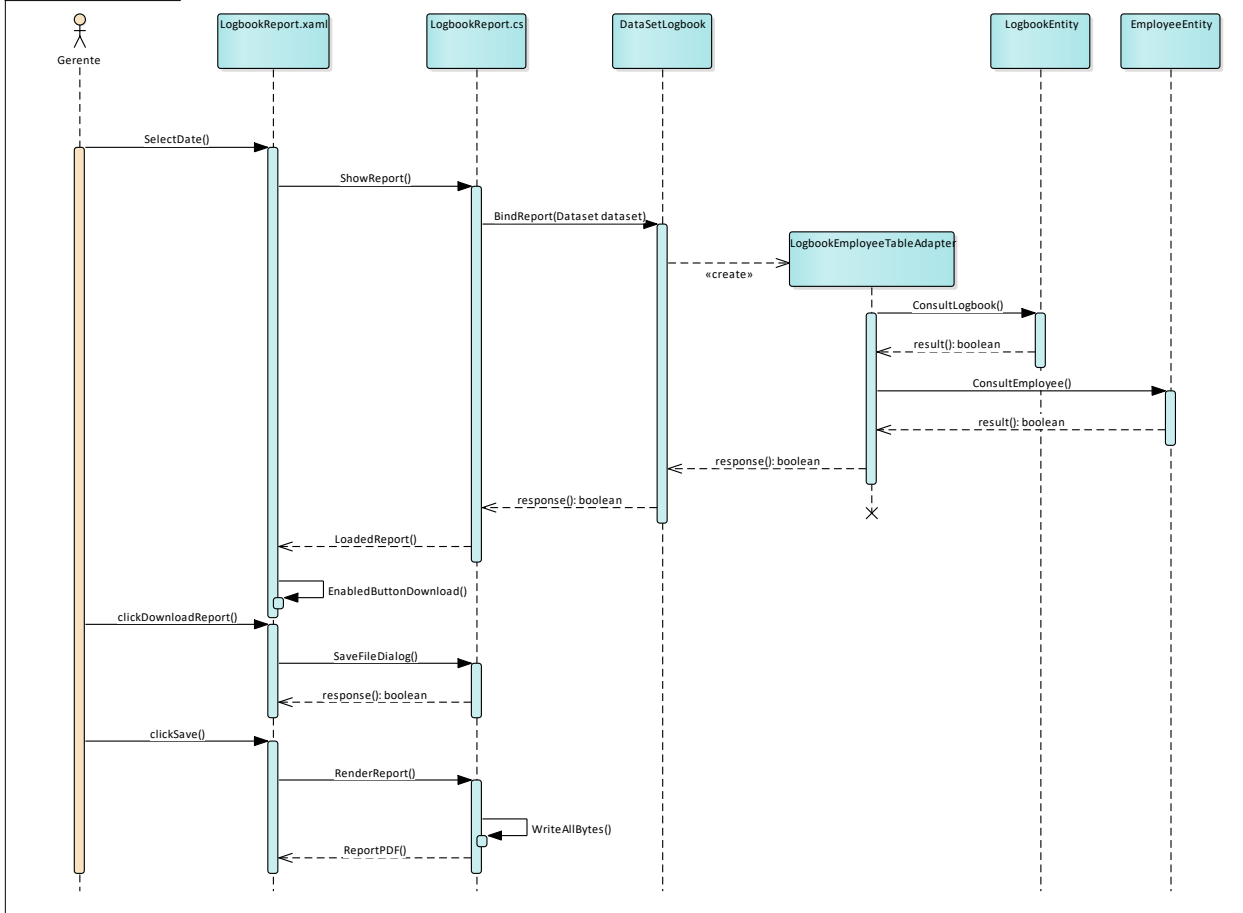 LogbookReport.xaml
LogbookReport.cs
DataSetLogbook
LogbookEntity
EmployeeEntity
Gerente
SelectDate()
ShowReport()
BindReport(Dataset dataset)
LogbookEmployeeTableAdapter
«create»
ConsultLogbook()
result(): boolean
ConsultEmployee()
result(): boolean
response(): boolean
response(): boolean
LoadedReport()
EnabledButtonDownload()
clickDownloadReport()
SaveFileDialog()
response(): boolean
clickSave()
RenderReport()
WriteAllBytes()
ReportPDF()